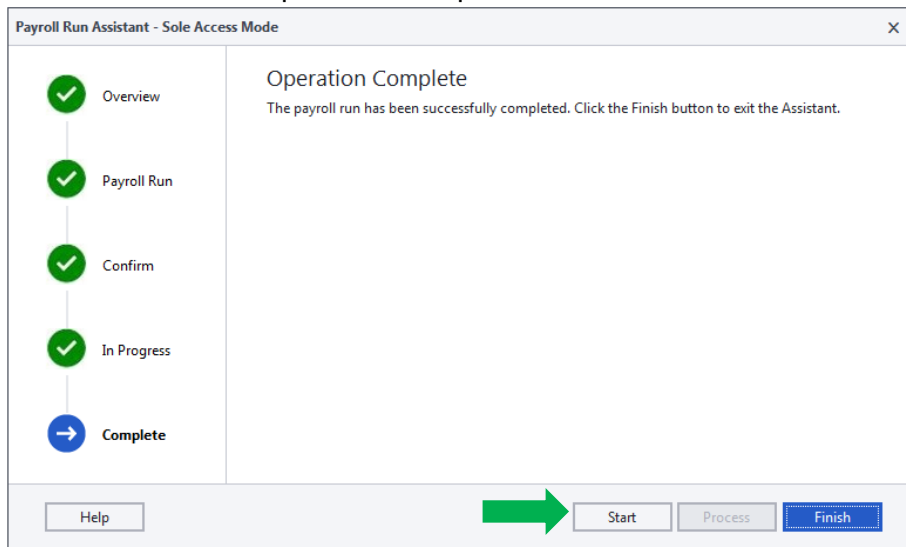 Payroll Run Assistant - Sole Access Mode
X
Overview
Payroll Run
Confirm
In Progress
Complete
Operation Complete
The payroll run has been successfully completed. Click the Finish button to exit the Assistant.
Help
Start
Process
Finish